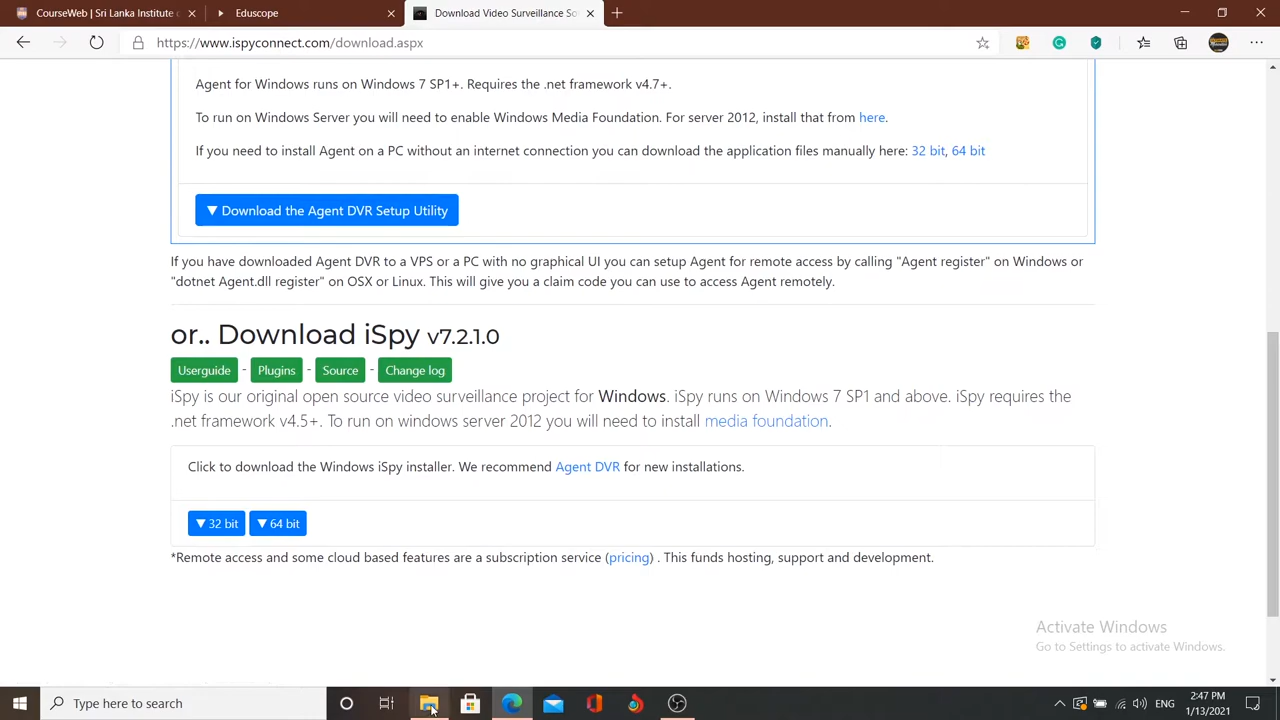 CourseWeb | Sri Lanka Institute o
Eduscope
Download Video Surveillance So
https://www.ispyconnect.com/download.aspx
Agent for Windows runs on Windows 7 SP1+. Requires the .net framework v4.7+.
To run on Windows Server you will need to enable Windows Media Foundation. For server 2012, install that from here.
If you need to install Agent on a PC without an internet connection you can download the application files manually here: 32 bit, 64 bit
▼ Download the Agent DVR Setup Utility
If you have downloaded Agent DVR to a VPS or a PC with no graphical UI you can setup Agent for remote access by calling "Agent register" on Windows or
"dotnet Agent.dll register" on OSX or Linux. This will give you a claim code you can use to access Agent remotely.
or.. Download iSpy v7.2.1.0
Userguide - Plugins - Source - Change log
iSpy is our original open source video surveillance project for Windows. iSpy runs on Windows 7 SP1 and above. iSpy requires the
.net framework v4.5+. To run on windows server 2012 you will need to install media foundation.
Click to download the Windows iSpy installer. We recommend Agent DVR for new installations.
▼ 32 bit ▼ 64 bit
*Remote access and some cloud based features are a subscription service (pricing) . This funds hosting, support and development.
Activate Windows
Go to Settings to activate Windows.
Type here to search
ENG
2:47 PM
1/13/2021